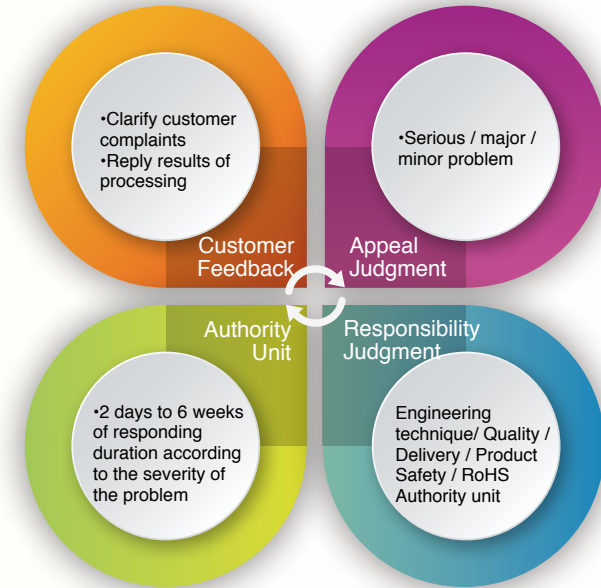 •Clarify customer
complaints
•Reply results of
processing
Customer
Feedback
•Serious / major /
minor problem
Appeal
Judgment
Authority
Unit
•2 days to 6 weeks
of responding
duration according
to the severity of
the problem
Responsibility
Judgment
Engineering
technique/ Quality /
Delivery / Product
Safety / RoHS
Authority unit